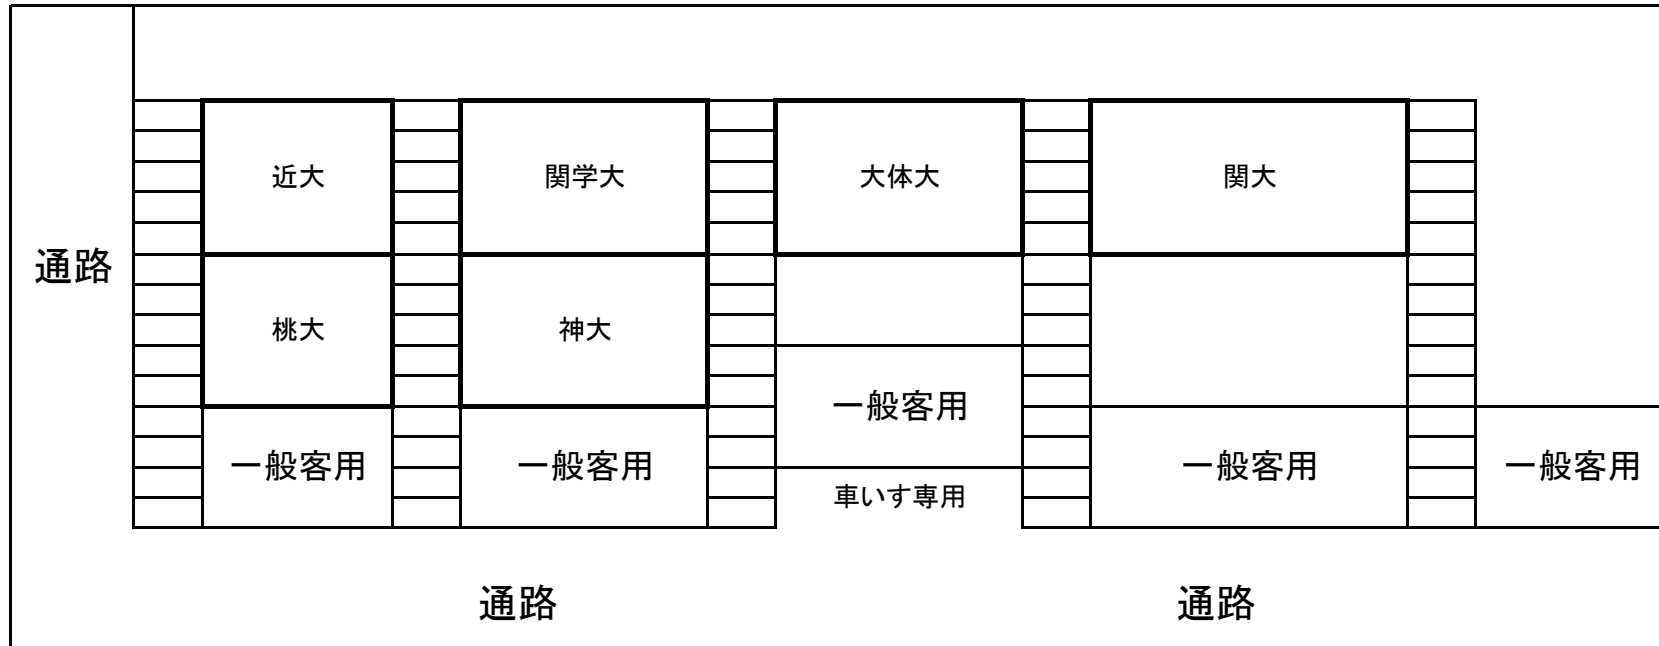 近大
関学大
大体大
関大
通路
桃大
神大
一般客用
一般客用
一般客用
一般客用
一般客用
車いす専用
通路
通路